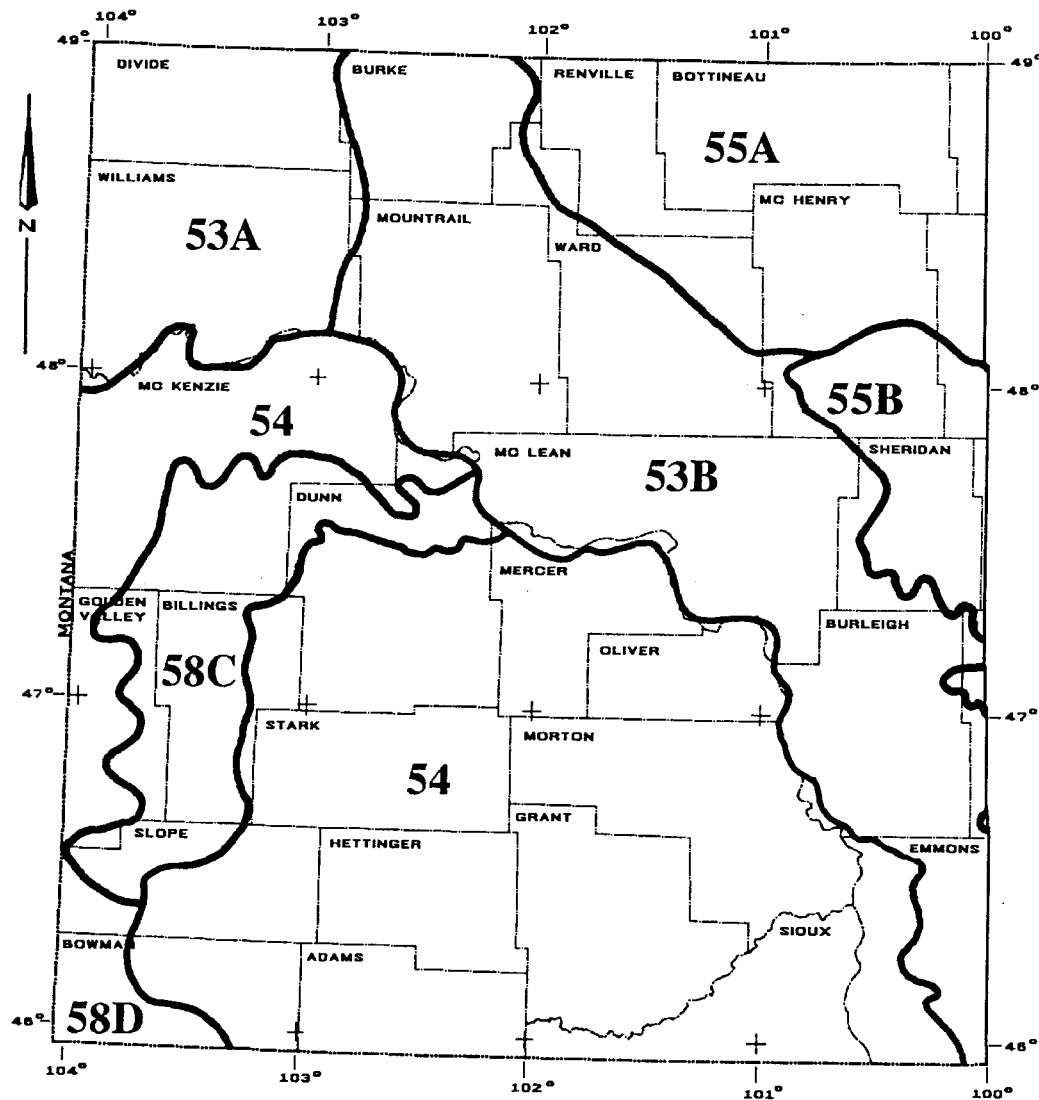 104° 103° 102° 101° 100°
49° 49°
DIVIDE BURKE RENVILLE BOTTINEAU
55A
N
WILLIAMS
MC HENRY
MOUNTRAIL
53A
WARD
48° 48°
MC KENZIE
55B
54
SHERIDAN
MC LEAN
53B
DUNN
MONTANA
MERCER
GOLDEN VALLEY
BILLINGS
BURLEIGH
OLIVER
58C
47° 47°
STARK
MORTON
54
GRANT
SLOPE
HETTINGER
EMMONS
SIOUX
BOWMAN
ADAMS
58D
46° 46°
104° 103° 102° 101° 100°